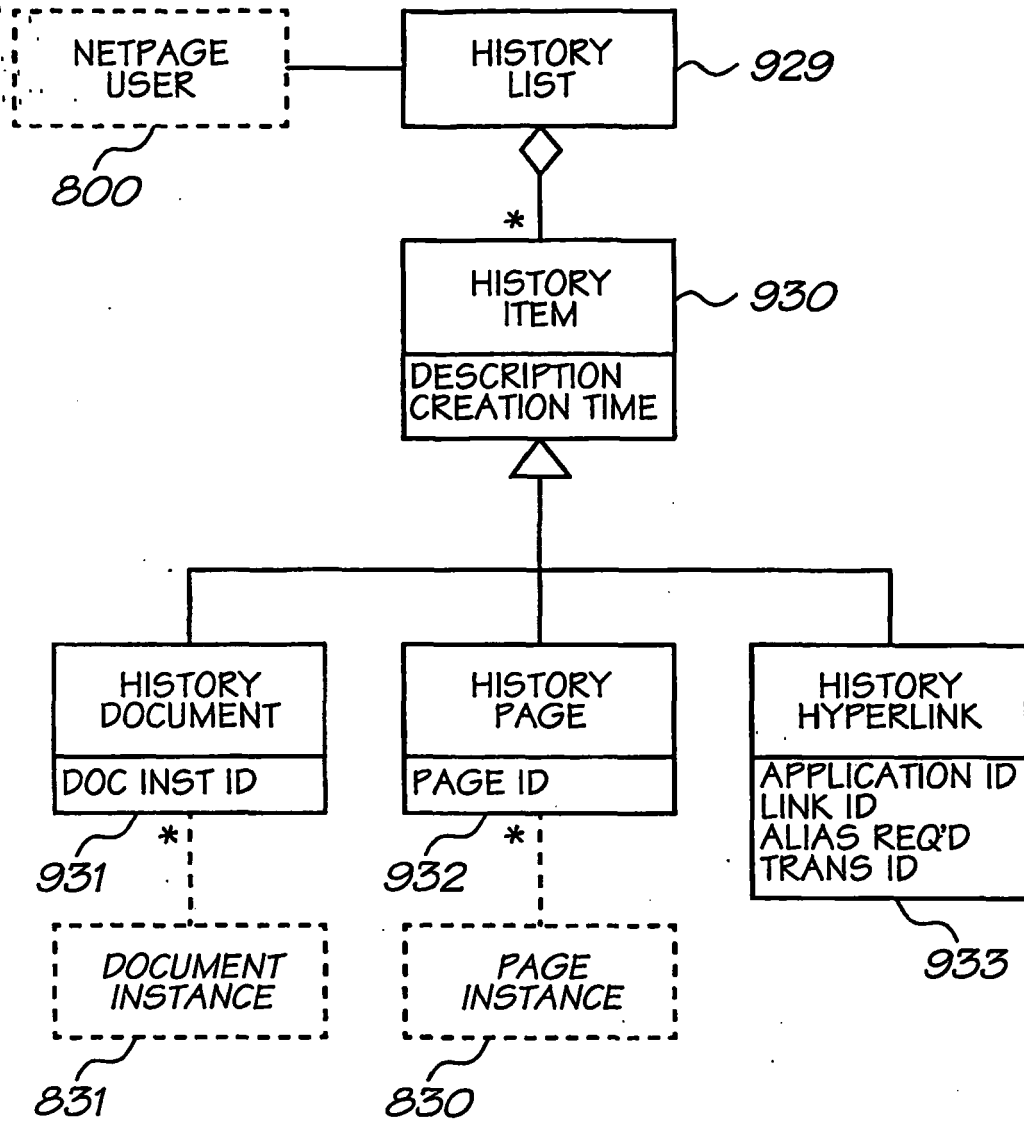 NETPAGE
USER
800
HISTORY
LIST
929
*
HISTORY
ITEM
930
DESCRIPTION
CREATION TIME
HISTORY
DOCUMENT
DOC INST ID
931
*
HISTORY
PAGE
PAGE ID
932
*
HISTORY
HYPERLINK
APPLICATION ID
LINK ID
ALIAS REQ'D
TRANS ID
933
DOCUMENT
INSTANCE
831
PAGE
INSTANCE
830